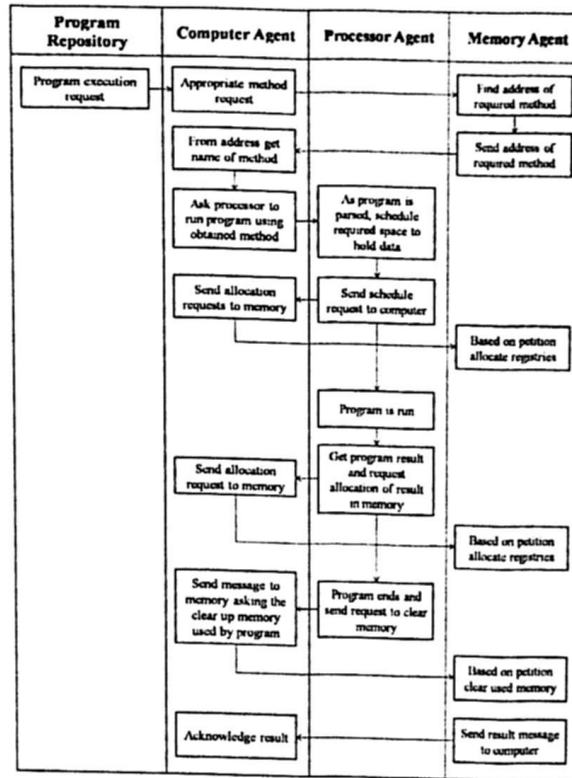 Program
Repository
Computer Agent
Processor Agent
Memory Agent
Program execution
request
Appropriate method
request
Find address of
required method
From address get
name of method
Send address of
required method
Ask processor to
run program using
obtained method
As program is
parsed, schedule
required space to
hold data
Send allocation
requests to memory
Send schedule
request to computer
Based on petition
allocate registries
Program is run
Send allocation
request to memory
Get program result
and request
allocation of result
in memory
Based on petition
allocate registries
Send message to
memory asking the
clear up memory
used by program
Program ends and
send request to clear
memory
Based on petition
clear used memory
Acknowledge result
Send result message
to computer